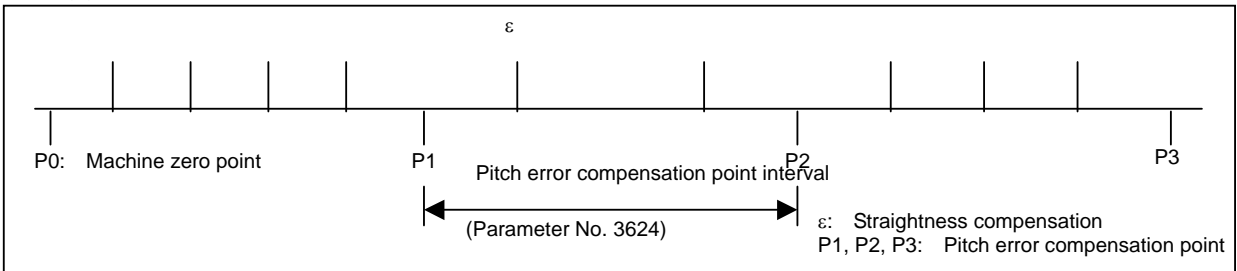 ε
P0: Machine zero point
P1
P2
P3
Pitch error compensation point interval
(Parameter No. 3624)
ε: Straightness compensation
P1, P2, P3: Pitch error compensation point